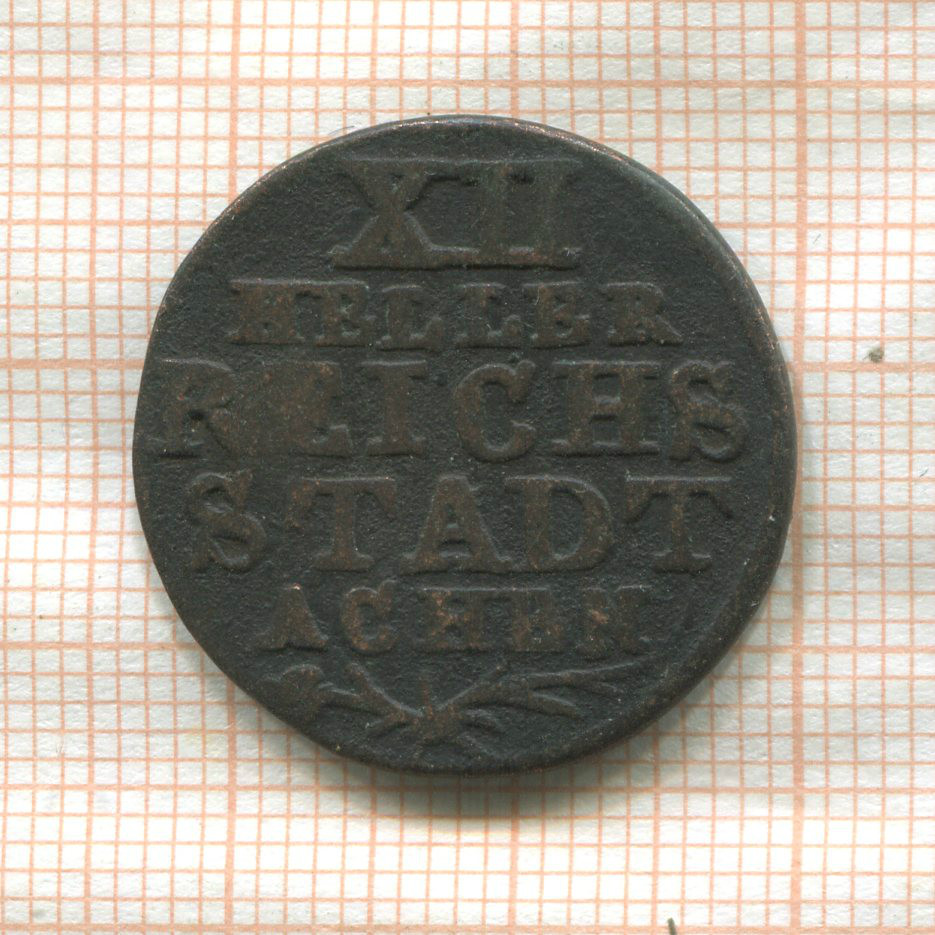 XII
HELLER
REICHS
STADT
ACHEN